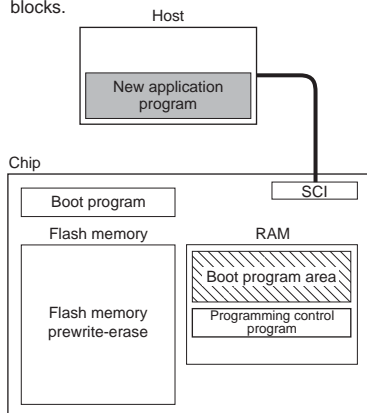 blocks.
Host
New application
program
Chip
SCI
Boot program
Flash memory
RAM
Boot program area
Flash memory
prewrite-erase
Programming control
program